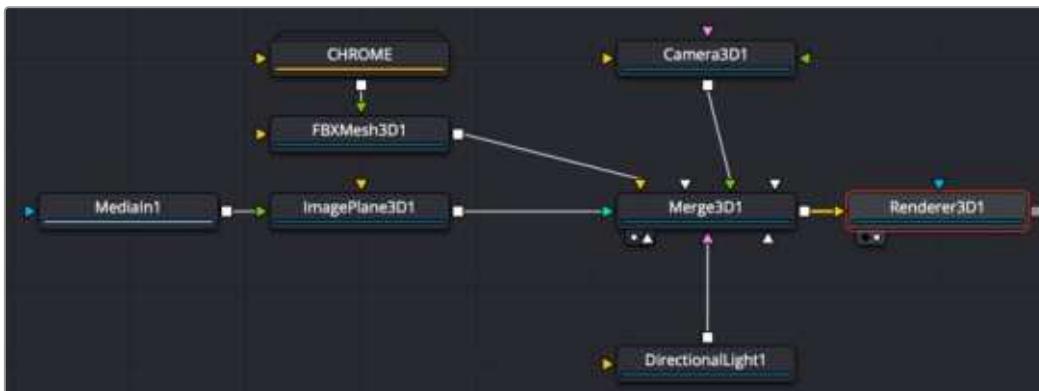 CHROME
Camera3D1
FBXMesh3D1
MediaIn1
ImagePlane3D1
Merge3D1
Renderer3D1
DirectionalLight1